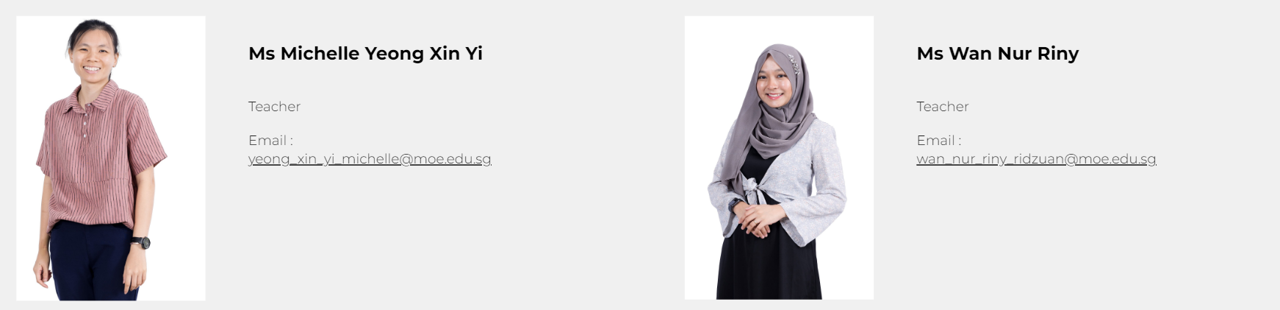 Ms Michelle Yeong Xin Yi
Teacher
Email :
yeong_xin_yi_michelle@moe.edu.sg
Ms Wan Nur Riny
Teacher
Email :
wan_nur_riny_ridzuan@moe.edu.sg